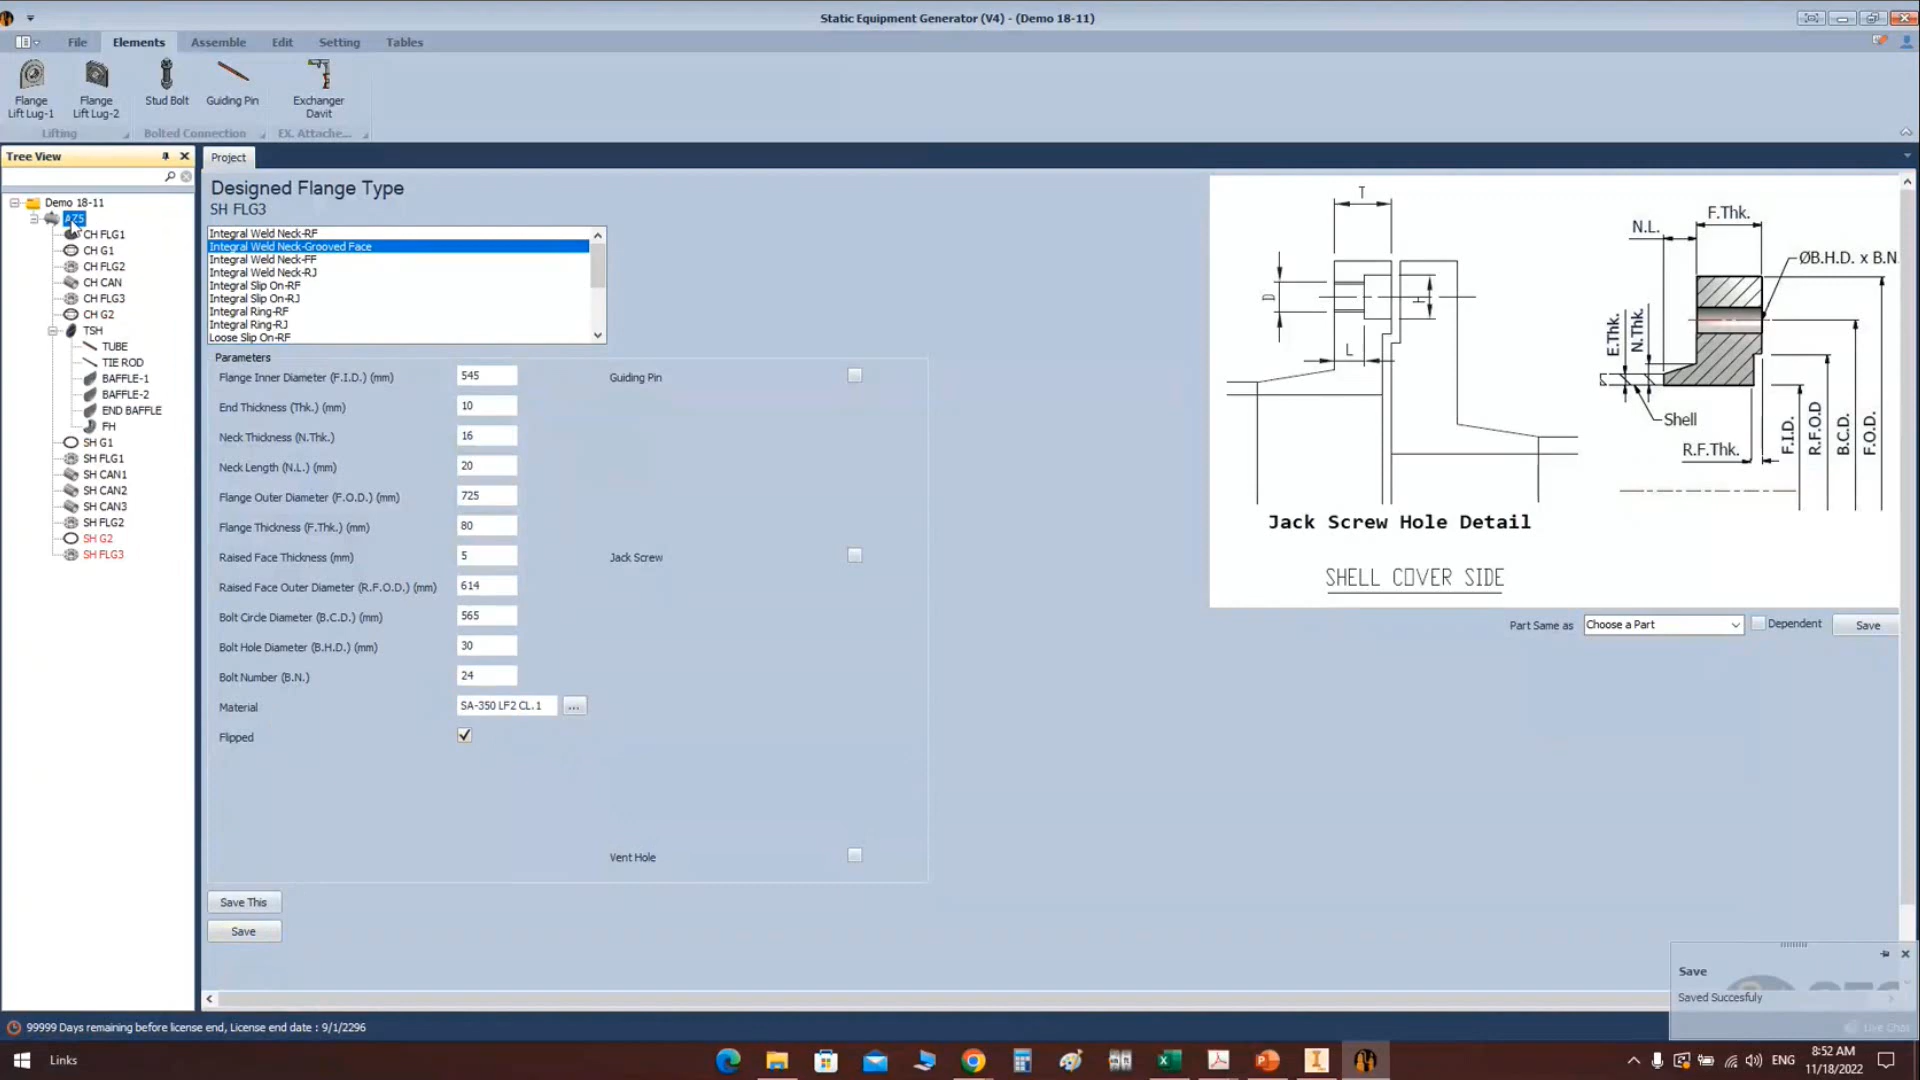 Static Equipment Generator (V4) - (Demo 18-11)
File Elements Assemble Edit Setting Tables
Flange Lift Lug-1
Flange Lift Lug-2
Stud Bolt
Guiding Pin
Exchanger Davit
Lifting Bolted Connection EX. Attache...
Tree View
Project
Demo 18-11
AZ5
CH FLG1
CH G1
CH FLG2
CH CAN
CH FLG3
CH G2
TSH
TUBE
TIE ROD
BAFFLE-1
BAFFLE-2
END BAFFLE
FH
SH G1
SH FLG1
SH CAN1
SH CAN2
SH CAN3
SH FLG2
SH G2
SH FLG3
Designed Flange Type
SH FLG3
Integral Weld Neck-RF
Integral Weld Neck-Grooved Face
Integral Weld Neck-FF
Integral Weld Neck-RJ
Integral Slip On-RF
Integral Slip On-RJ
Integral Ring-RF
Integral Ring-RJ
Loose Slip On-RF
Parameters
Flange Inner Diameter (F.I.D.) (mm) 545
End Thickness (Thk.) (mm) 10
Neck Thickness (N.Thk.) 16
Neck Length (N.L.) (mm) 20
Flange Outer Diameter (F.O.D.) (mm) 725
Flange Thickness (F.Thk.) (mm) 80
Raised Face Thickness (mm) 5
Raised Face Outer Diameter (R.F.O.D.) (mm) 614
Bolt Circle Diameter (B.C.D.) (mm) 565
Bolt Hole Diameter (B.H.D.) (mm) 30
Bolt Number (B.N.) 24
Material SA-350 LF2 CL.1 ...
Flipped
Guiding Pin
Jack Screw
Vent Hole
Save This
Save
T
D
H
L
Jack Screw Hole Detail
SHELL COVER SIDE
F.Thk.
N.L.
ØB.H.D. x B.N.
E.Thk.
N.Thk.
Shell
R.F.Thk.
F.I.D.
R.F.O.D
B.C.D.
F.O.D.
Part Same as Choose a Part Dependent Save
Save
Saved Succesfuly
Live Chat
99999 Days remaining before license end, License end date : 9/1/2296
Links
ENG
8:52 AM
11/18/2022